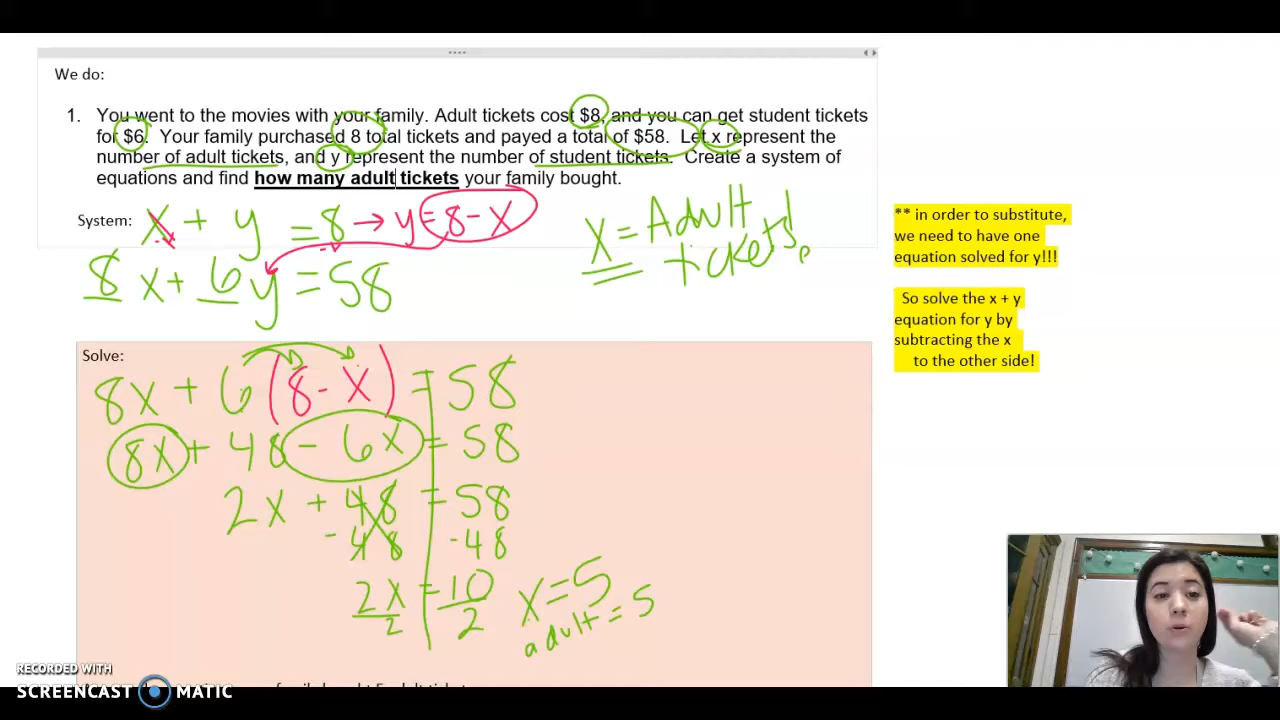 We do:
1. You went to the movies with your family. Adult tickets cost $8, and you can get student tickets
for $6. Your family purchased 8 total tickets and payed a total of $58. Let x represent the
number of adult tickets, and y represent the number of student tickets. Create a system of
equations and find how many adult tickets your family bought.
System: x + y = 8 → y = 8 - x
8x + 6y = 58
x = Adult
tickets.
** in order to substitute,
we need to have one
equation solved for y!!!
So solve the x + y
equation for y by
subtracting the x
to the other side!
Solve:
8x + 6(8 - x) = 58
8x + 48 - 6x = 58
2x + 48 = 58
- 48 - 48
2x = 10
2 2
x = 5
adult = 5
RECORDED WITH
SCREENCAST MATIC